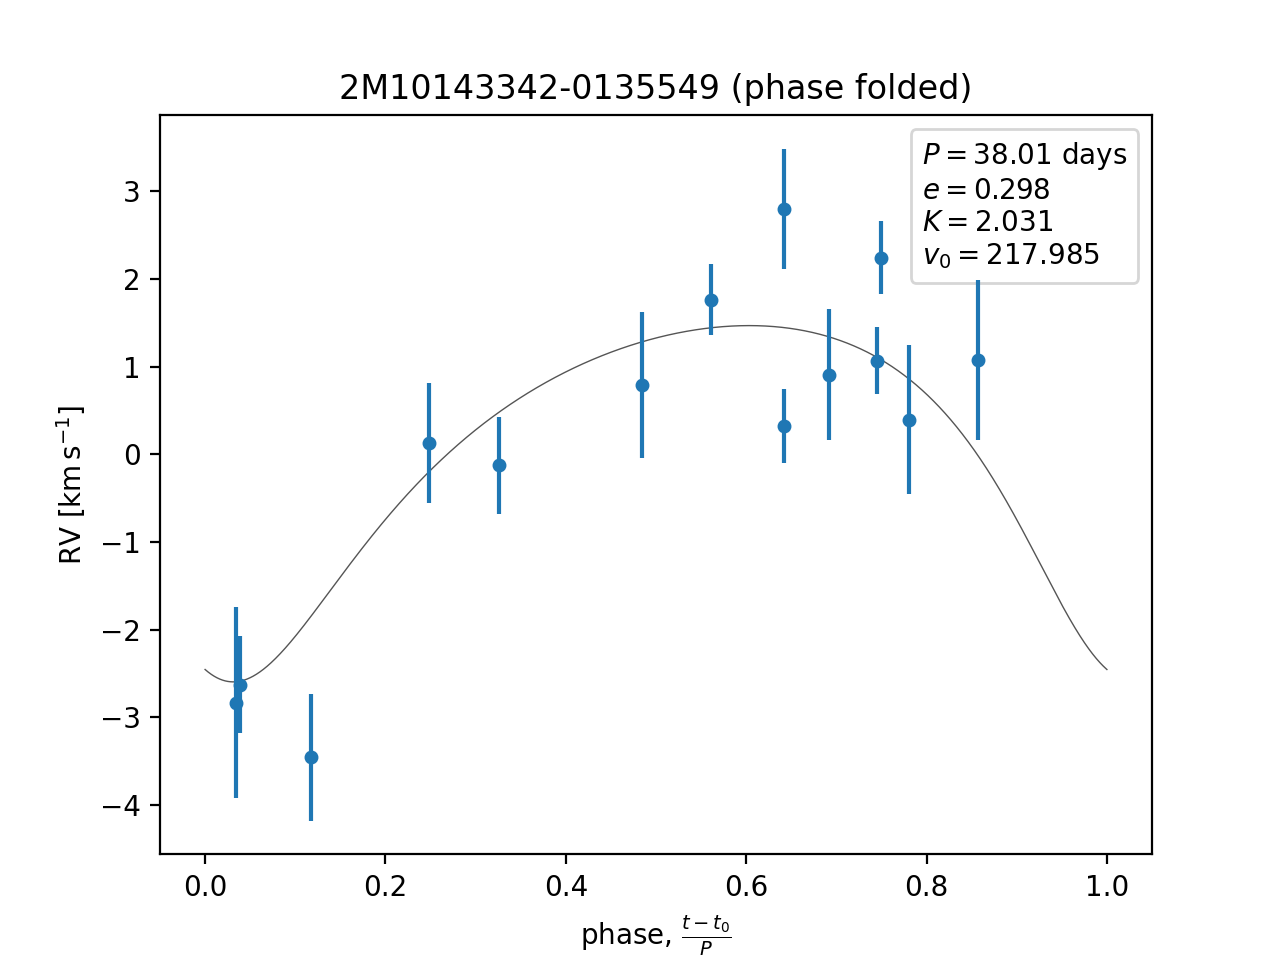 2M10143342-0135549 (phase folded)
P = 38.01 days
e = 0.298
K = 2.031
v₀ = 217.985
RV [km s⁻¹]
3
2
1
0
−1
−2
−3
−4
0.0 0.2 0.4 0.6 0.8 1.0
phase, (t − t₀)/P